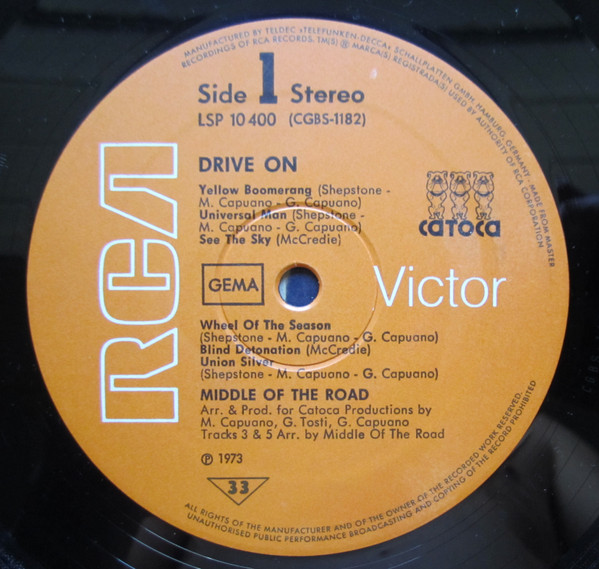 MANUFACTURED BY TELDEC »TELEFUNKEN-DECCA« SCHALLPLATTEN GMBH, HAMBURG, GERMANY - MADE FROM MASTER
RECORDINGS OF RCA RECORDS. TM(S) ® MARCA(S) REGISTRADA(S) USED BY AUTHORITY OF RCA CORPORATION
Side 1 Stereo
LSP 10 400 (CGBS-1182)
DRIVE ON
Yellow Boomerang (Shepstone -
M. Capuano - G. Capuano)
Universal Man (Shepstone -
M. Capuano - G. Capuano)
See The Sky (McCredie)
catoca
RCA
GEMA
Victor
Wheel Of The Season
(Shepstone - M. Capuano - G. Capuano)
Blind Detonation (McCredie)
Union Silver
(Shepstone - M. Capuano - G. Capuano)
MIDDLE OF THE ROAD
Arr. & Prod. for Catoca Productions by
M. Capuano, G. Tosti, G. Capuano
Tracks 3 & 5 Arr. by Middle Of The Road
℗ 1973
33
ALL RIGHTS OF THE MANUFACTURER AND OF THE OWNER OF THE RECORDED WORK RESERVED.
UNAUTHORISED PUBLIC PERFORMANCE BROADCASTING AND COPYING OF THE RECORD PROHIBITED